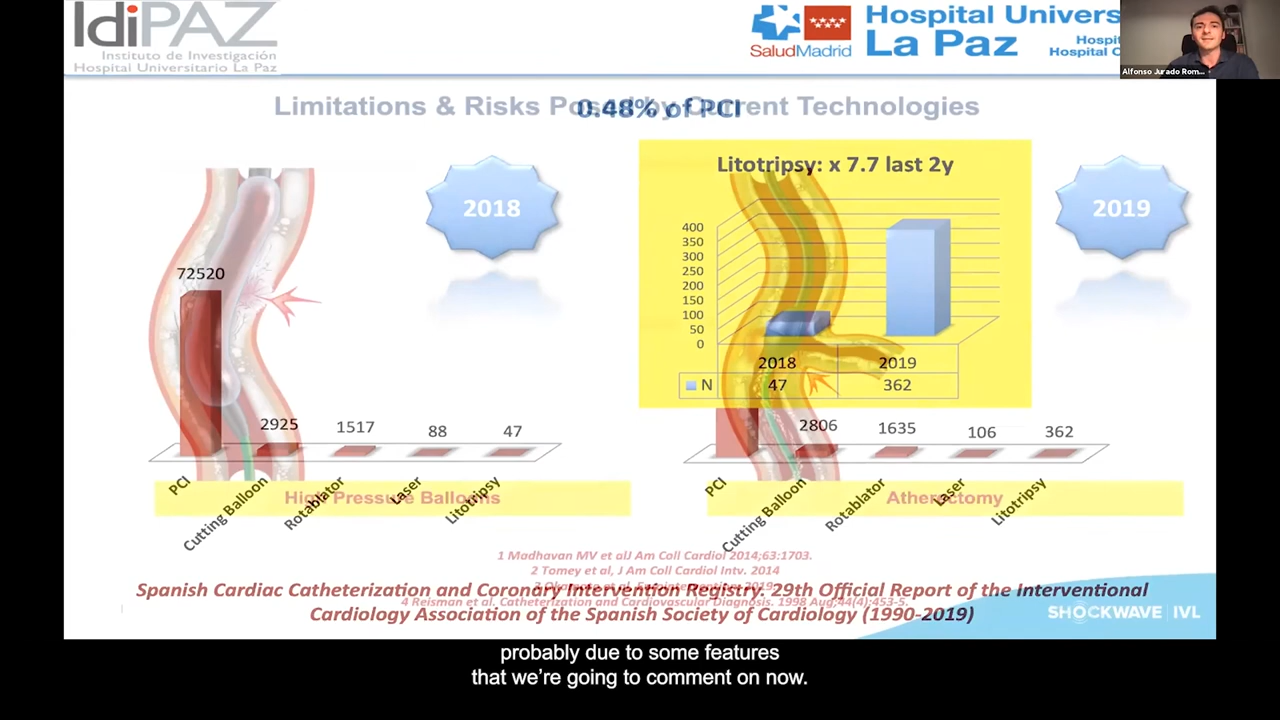 IdiPAZ
Instituto de Investigación
Hospital Universitario La Paz
SaludMadrid
Hospital Univers
La Paz
Hospit
Hospital C
Alfonso Jurado Rom...
Limitations & Risks Posed by Current Technologies
0.48% of PCI
2018
Litotripsy: x 7.7 last 2y
2019
400
350
300
250
200
150
100
50
0
2018 2019
N 47 362
72520
2925
1517
88
47
2806
1635
106
362
PCI
Cutting Balloon
Rotablator
Laser
Litotripsy
PCI
Cutting Balloon
Rotablator
Laser
Litotripsy
High Pressure Balloons
Atherectomy
1 Madhavan MV et alJ Am Coll Cardiol 2014;63:1703.
2 Tomey et al, J Am Coll Cardiol Intv. 2014
Spanish Cardiac Catheterization and Coronary Intervention Registry. 29th Official Report of the Interventional
4 Reisman et al. Catheterization and Cardiovascular Diagnosis. 1998 Aug;44(4):453-5.
Cardiology Association of the Spanish Society of Cardiology (1990-2019)
SHOCKWAVE | IVL
probably due to some features
that we're going to comment on now.